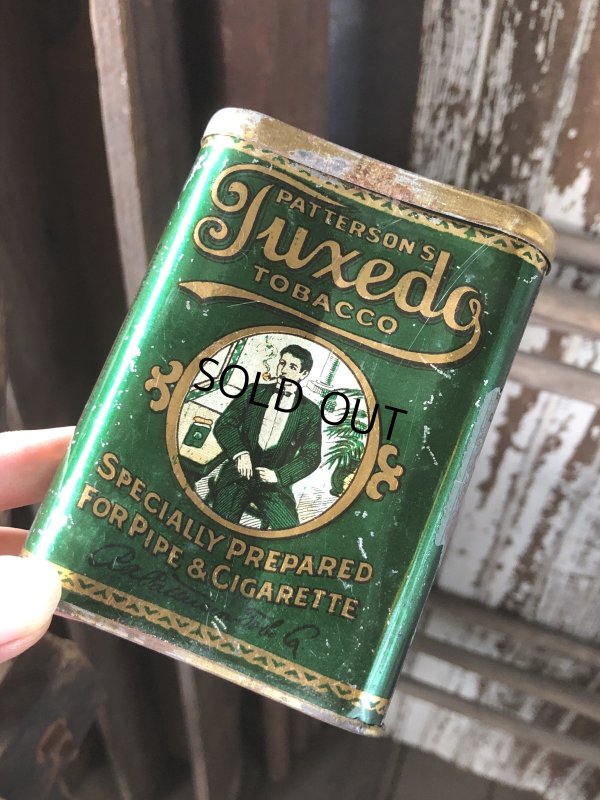 PATTERSON'S
Tuxedo
TOBACCO
SOLD OUT
SPECIALLY PREPARED
FOR PIPE & CIGARETTE